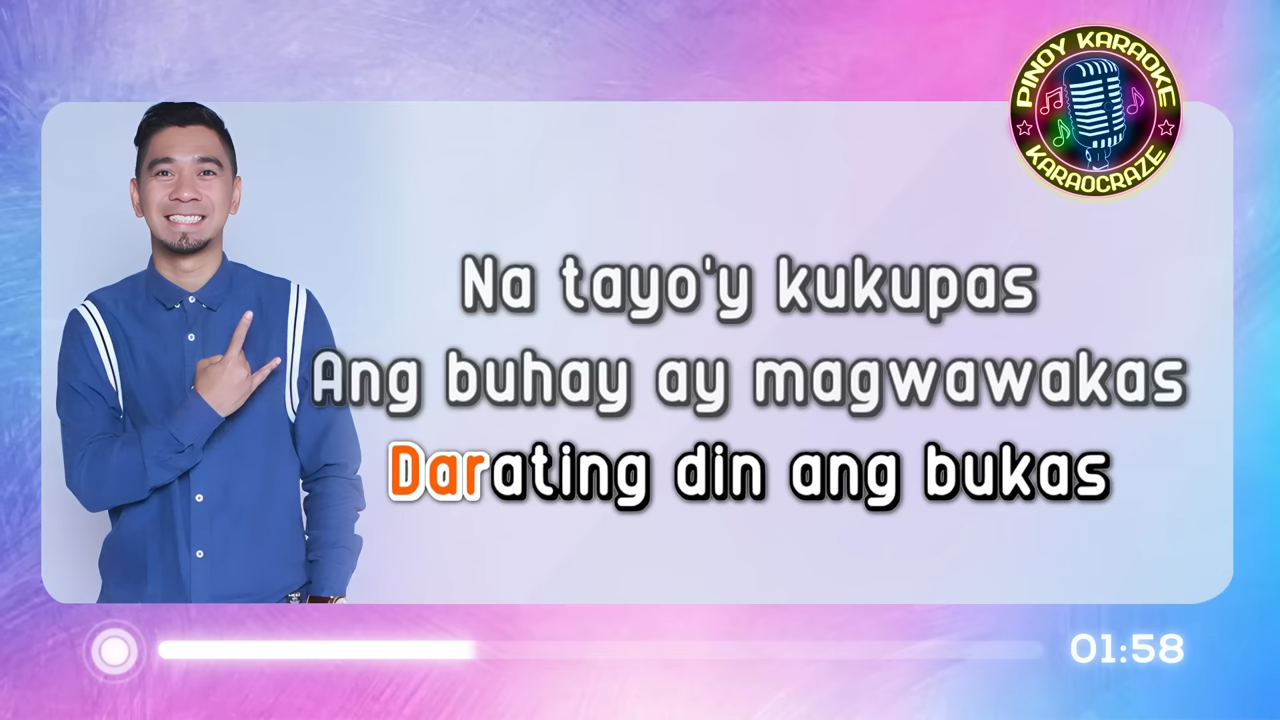 PINOY KARAOKE
KARAOCRAZE
Na tayo'y kukupas
Ang buhay ay magwawakas
Darating din ang bukas
01:58